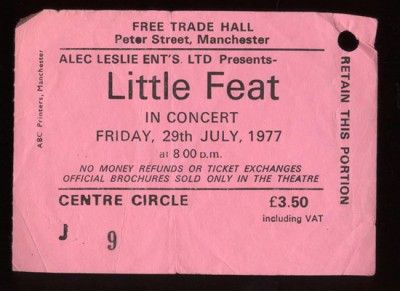 FREE TRADE HALL
Peter Street, Manchester
ALEC LESLIE ENT'S. LTD Presents-
Little Feat
IN CONCERT
FRIDAY, 29th JULY, 1977
at 8 00 p.m.
NO MONEY REFUNDS OR TICKET EXCHANGES
OFFICIAL BROCHURES SOLD ONLY IN THE THEATRE
CENTRE CIRCLE £3.50
including VAT
J 9
ABC Printers, Manchester
RETAIN THIS PORTION